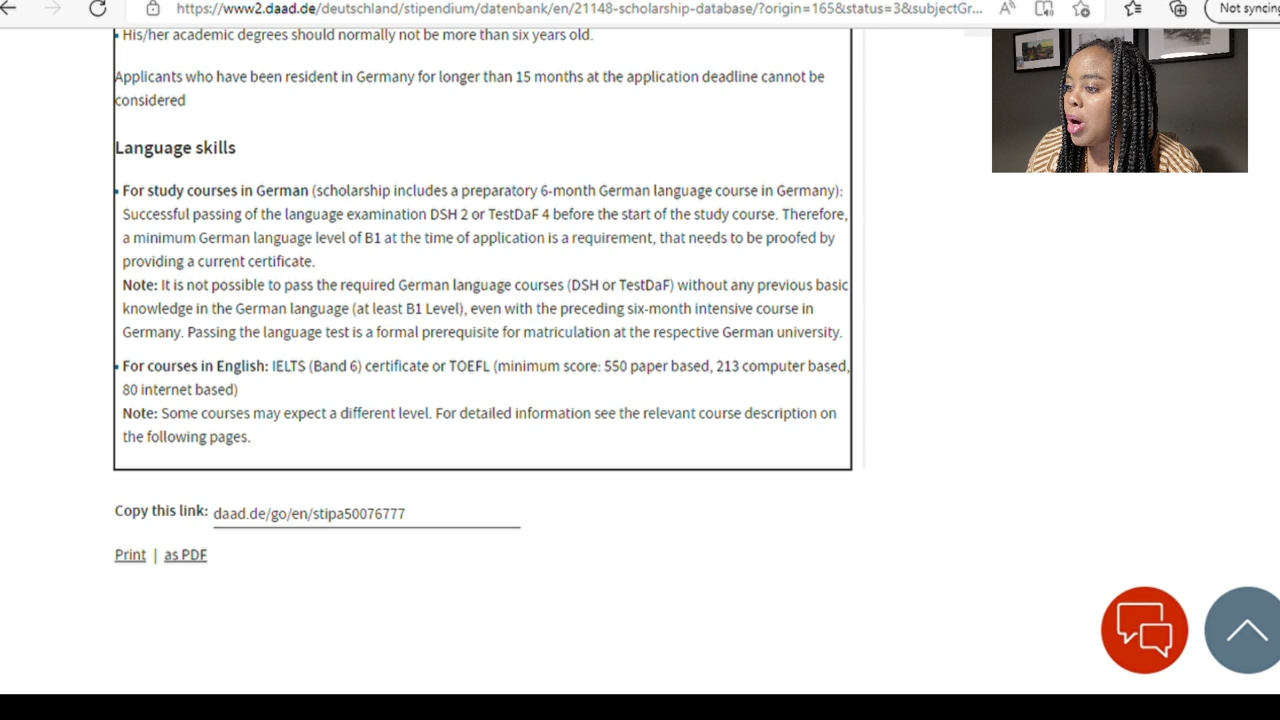 https://www2.daad.de/deutschland/stipendium/datenbank/en/21148-scholarship-database/?origin=165&status=3&subjectGr...
Not syncing
His/her academic degrees should normally not be more than six years old.
Applicants who have been resident in Germany for longer than 15 months at the application deadline cannot be
considered
Language skills
For study courses in German (scholarship includes a preparatory 6-month German language course in Germany):
Successful passing of the language examination DSH 2 or TestDaF 4 before the start of the study course. Therefore,
a minimum German language level of B1 at the time of application is a requirement, that needs to be proofed by
providing a current certificate.
Note: It is not possible to pass the required German language courses (DSH or TestDaF) without any previous basic
knowledge in the German language (at least B1 Level), even with the preceding six-month intensive course in
Germany. Passing the language test is a formal prerequisite for matriculation at the respective German university.
For courses in English: IELTS (Band 6) certificate or TOEFL (minimum score: 550 paper based, 213 computer based,
80 internet based)
Note: Some courses may expect a different level. For detailed information see the relevant course description on
the following pages.
Copy this link: daad.de/go/en/stipa50076777
Print | as PDF